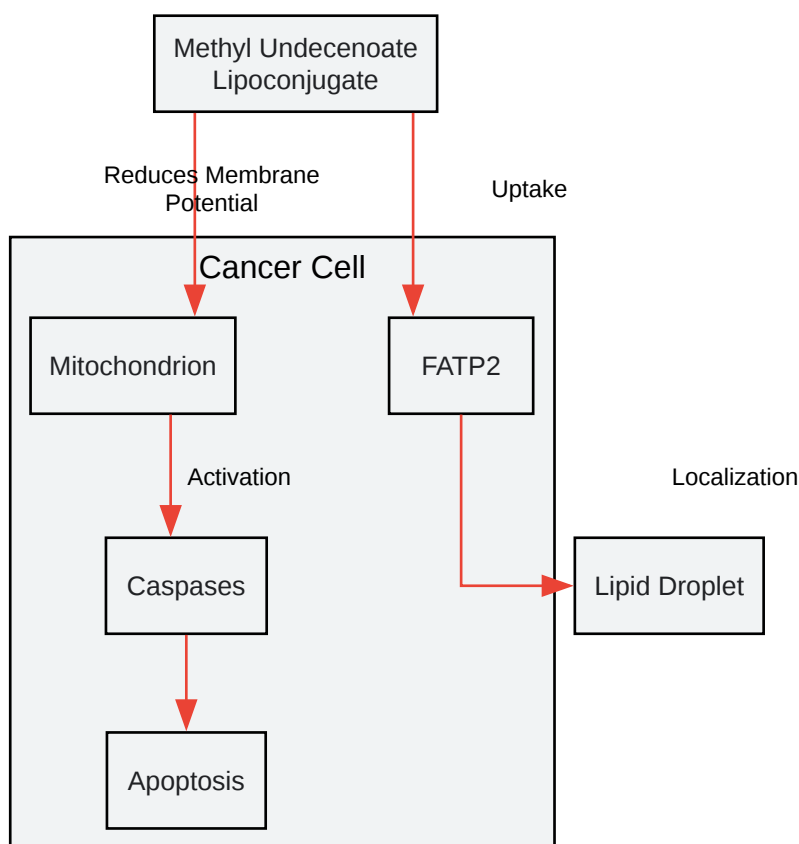 Methyl Undecenoate
Lipoconjugate
Reduces Membrane
Potential
Uptake
Cancer Cell
Mitochondrion
FATP2
Activation
Localization
Caspases
Lipid Droplet
Apoptosis